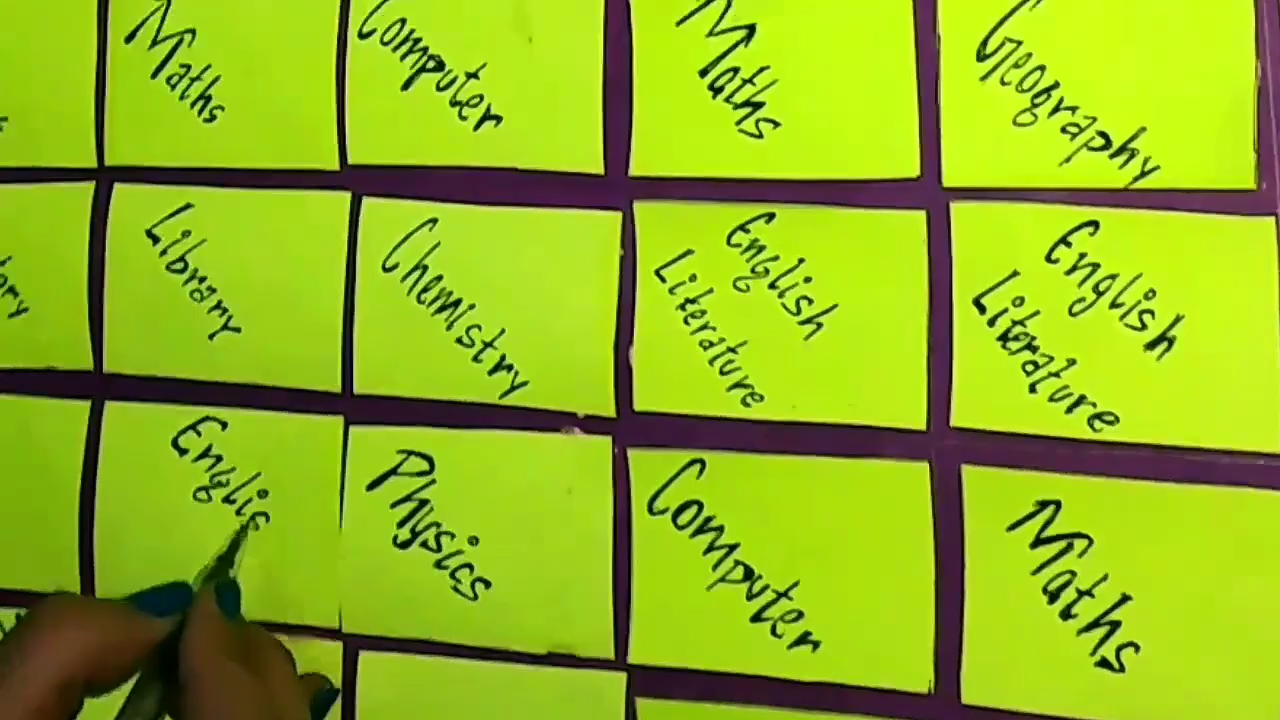 Maths
Computer
Maths
Geography
Library
Chemistry
English
Literature
English
Literature
Englis
Physics
Computer
Maths